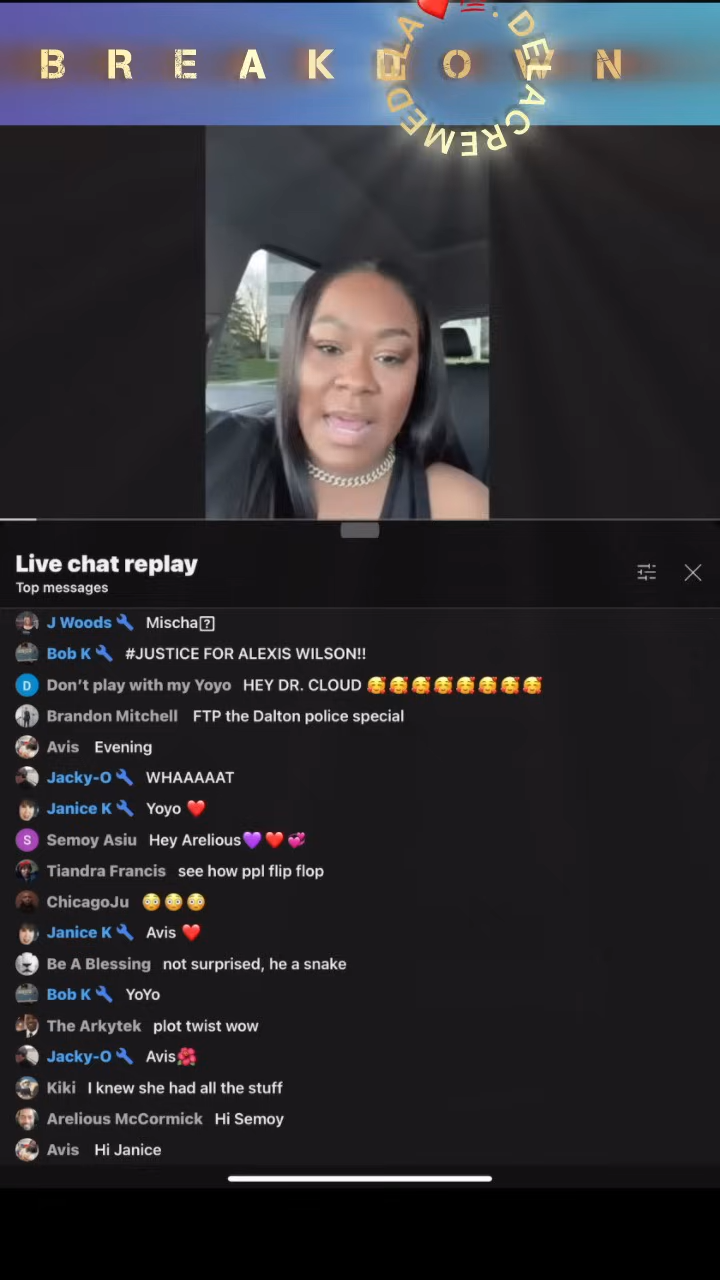 BREAKDOWN
DELACREMEDELA
Live chat replay
Top messages
J Woods Mischa
Bob K #JUSTICE FOR ALEXIS WILSON!!
D Don’t play with my Yoyo HEY DR. CLOUD 🥰🥰🥰🥰🥰🥰🥰🥰
Brandon Mitchell FTP the Dalton police special
Avis Evening
Jacky-O WHAAAAAT
Janice K Yoyo ❤️
S Semoy Asiu Hey Arelious💜❤️💞
Tiandra Francis see how ppl flip flop
ChicagoJu 😳😳😳
Janice K Avis ❤️
Be A Blessing not surprised, he a snake
Bob K YoYo
The Arkytek plot twist wow
Jacky-O Avis🌺
Kiki I knew she had all the stuff
Arelious McCormick Hi Semoy
Avis Hi Janice